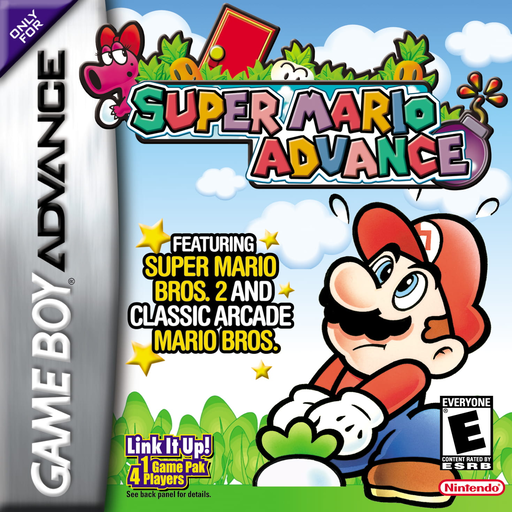 ONLY
FOR
GAME BOY ADVANCE
SUPER MARIO
ADVANCE
FEATURING
SUPER MARIO
BROS. 2 AND
CLASSIC ARCADE
MARIO BROS.
Link It Up!
1 Game Pak
4 Players
See back panel for details.
EVERYONE
E
CONTENT RATED BY
ESRB
Nintendo